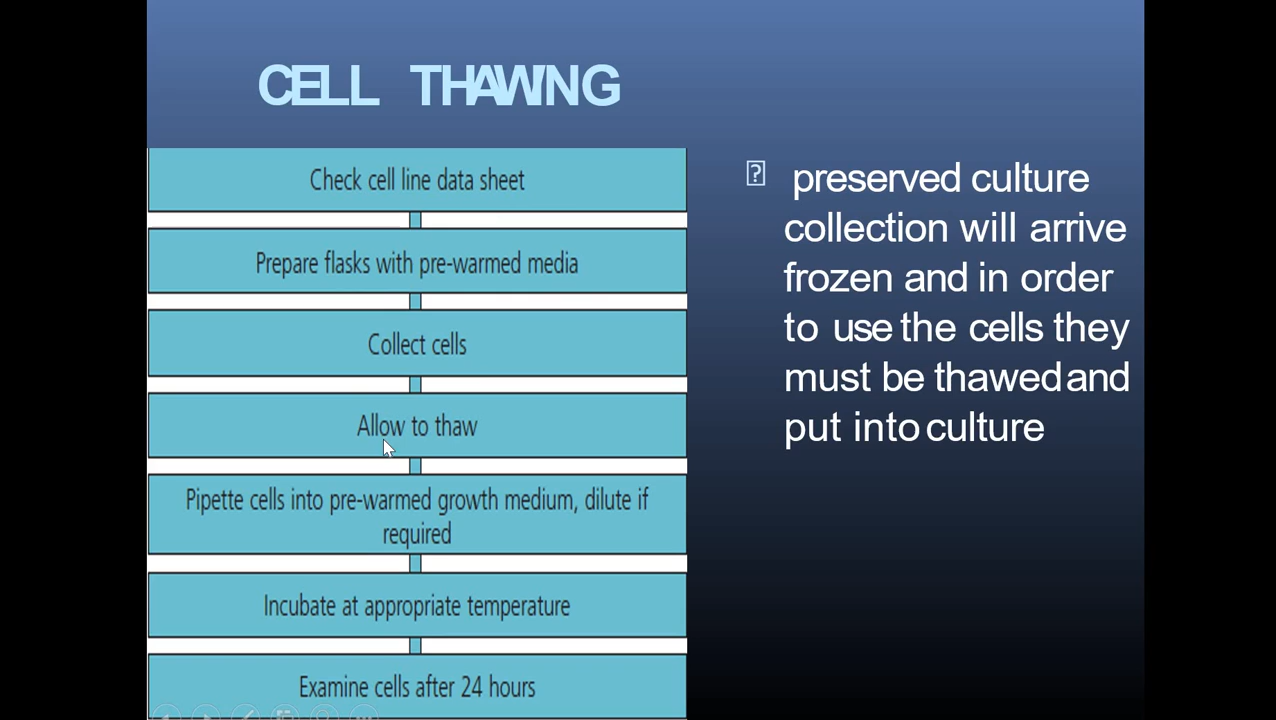 CELL THAWING
Check cell line data sheet
Prepare flasks with pre-warmed media
Collect cells
Allow to thaw
Pipette cells into pre-warmed growth medium, dilute if
required
Incubate at appropriate temperature
Examine cells after 24 hours
preserved culture
collection will arrive
frozen and in order
to use the cells they
must be thawed and
put into culture